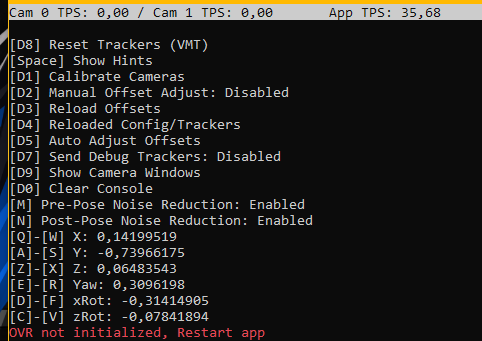 Cam 0 TPS: 0,00 / Cam 1 TPS: 0,00 App TPS: 35,68
[D8] Reset Trackers (VMT)
[Space] Show Hints
[D1] Calibrate Cameras
[D2] Manual Offset Adjust: Disabled
[D3] Reload Offsets
[D4] Reloaded Config/Trackers
[D5] Auto Adjust Offsets
[D7] Send Debug Trackers: Disabled
[D9] Show Camera Windows
[D0] Clear Console
[M] Pre-Pose Noise Reduction: Enabled
[N] Post-Pose Noise Reduction: Enabled
[Q]-[W] X: 0,14199519
[A]-[S] Y: -0,73966175
[Z]-[X] Z: 0,06483543
[E]-[R] Yaw: 0,3096198
[D]-[F] xRot: -0,31414905
[C]-[V] zRot: -0,07841894
OVR not initialized, Restart app